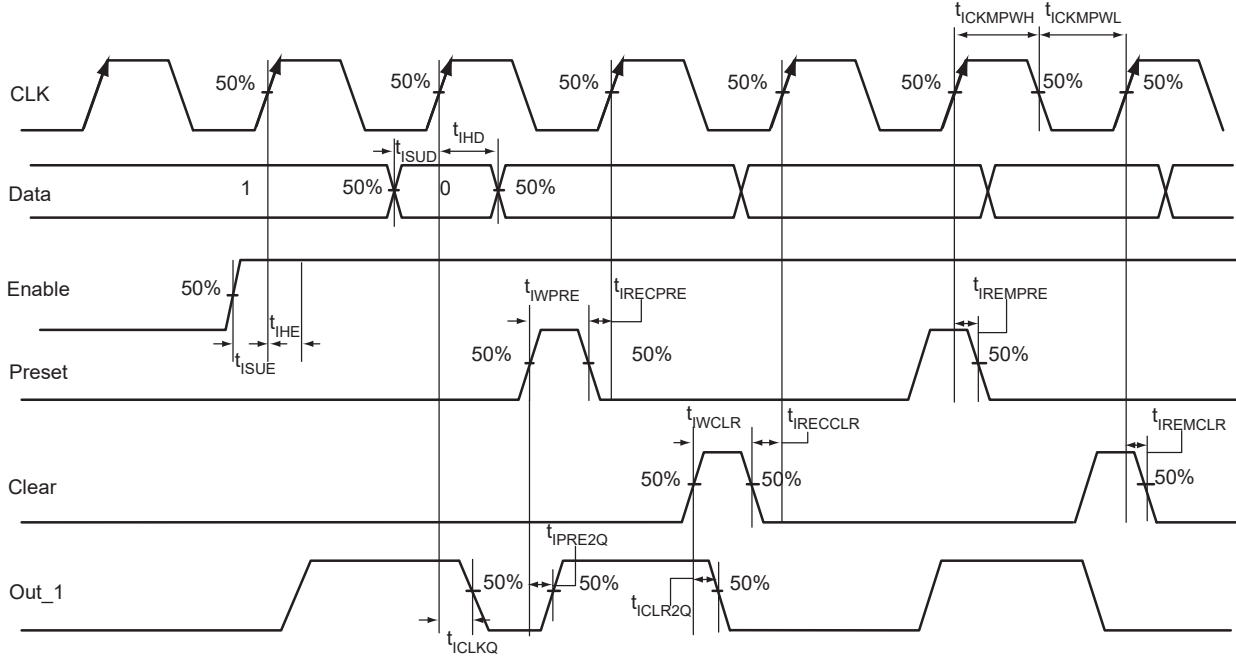 tICKMPWH tICKMPWL
CLK 50% 50% 50% 50% 50% 50% 50%
tISUD tIHD
Data 1 50% 0 50%
Enable 50%
tIHE
tISUE
tIWPRE tIRECPRE tIREMPRE
Preset 50% 50% 50%
tIWCLR tIRECCLR tIREMCLR
Clear 50% 50% 50%
tIPRE2Q
Out_1 50% 50% 50%
tICLR2Q
tICLKQ